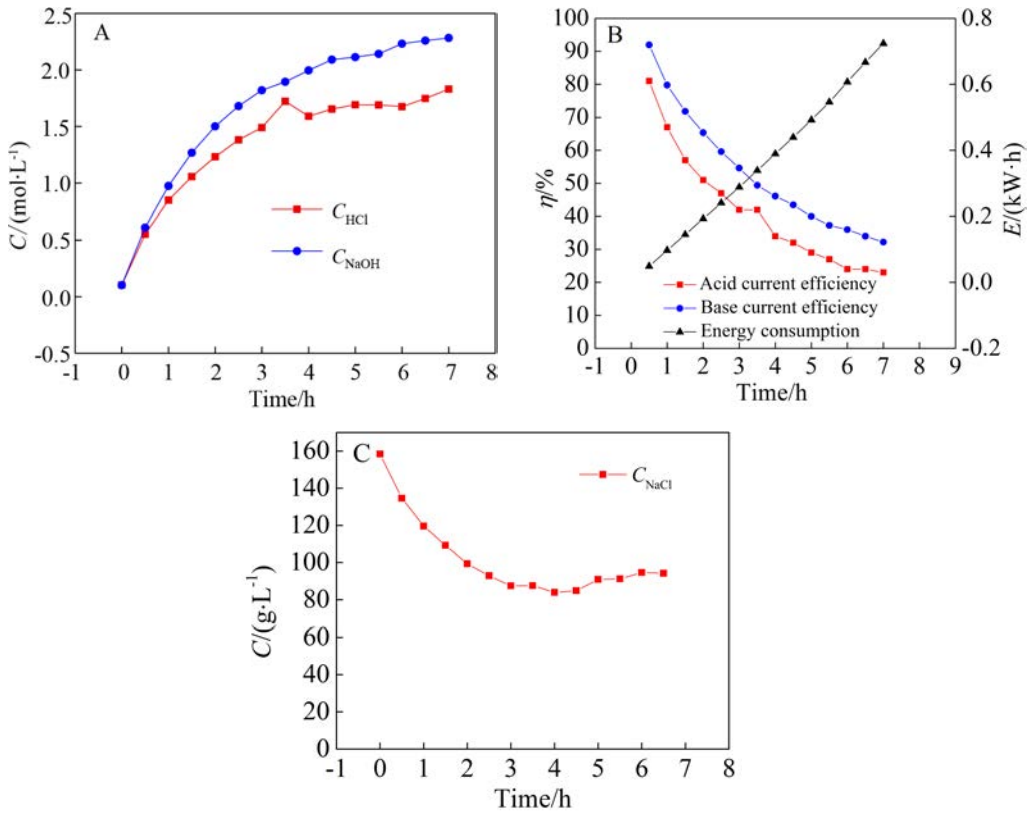 A
2.5
2.0
1.5
1.0
0.5
0.0
-0.5
C/(mol·L⁻¹)
C_HCl
C_NaOH
-1 0 1 2 3 4 5 6 7 8
Time/h
B
100
90
80
70
60
50
40
30
20
10
0
η/%
0.8
0.6
0.4
0.2
0.0
-0.2
E/(kW·h)
Acid current efficiency
Base current efficiency
Energy consumption
-1 0 1 2 3 4 5 6 7 8 9
Time/h
C
160
140
120
100
80
60
40
20
0
C/(g·L⁻¹)
C_NaCl
-1 0 1 2 3 4 5 6 7 8
Time/h